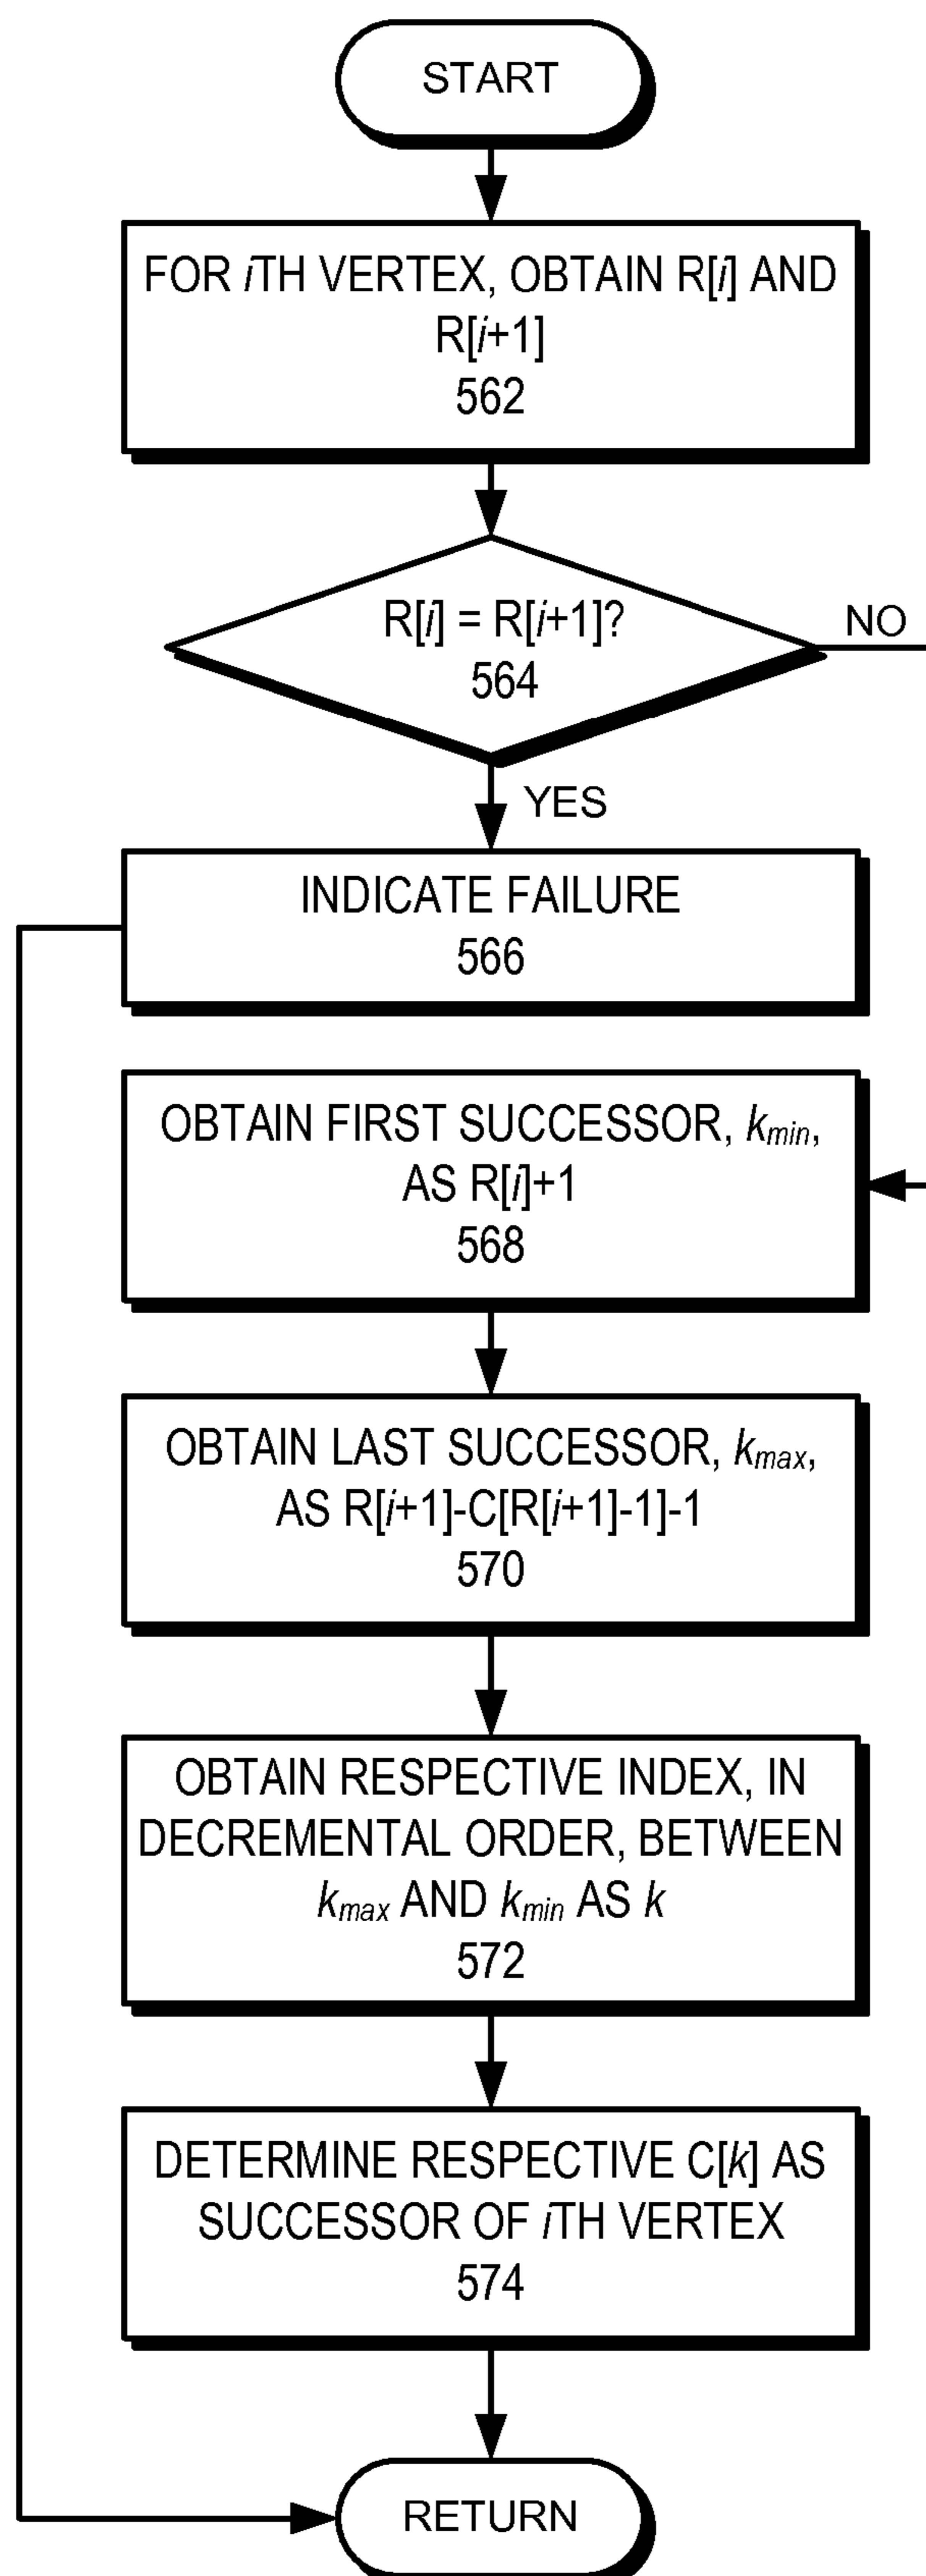 START
FOR iTH VERTEX, OBTAIN R[i] AND
R[i+1]
562
R[i] = R[i+1]?
564
NO
YES
INDICATE FAILURE
566
OBTAIN FIRST SUCCESSOR, kmin,
AS R[i]+1
568
OBTAIN LAST SUCCESSOR, kmax,
AS R[i+1]-C[R[i+1]-1]-1
570
OBTAIN RESPECTIVE INDEX, IN
DECREMENTAL ORDER, BETWEEN
kmax AND kmin AS k
572
DETERMINE RESPECTIVE C[k] AS
SUCCESSOR OF iTH VERTEX
574
RETURN